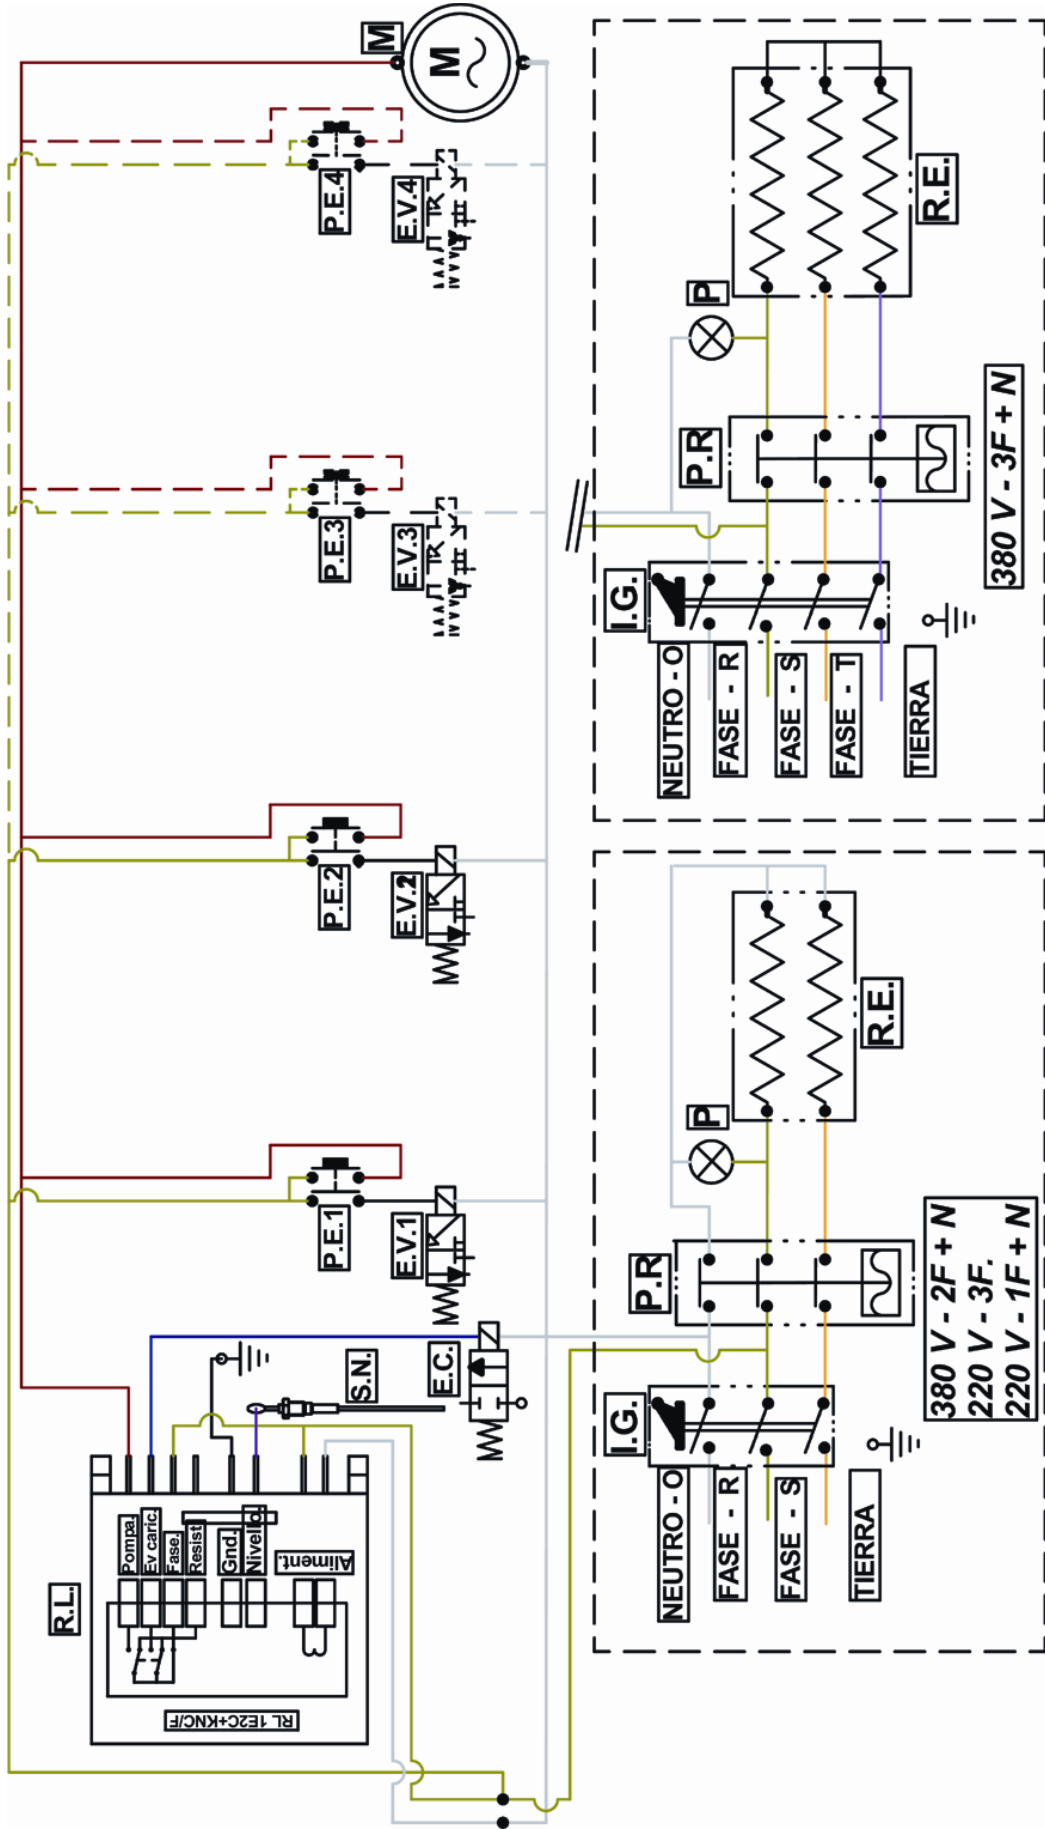 R.L.
Pompa.
Ev caric.
Fase.
Resist
Gnd.
Nivello.
Aliment.
RL 1E2C+KNC/F
S.N.
E.C.
P.E.1
E.V.1
P.E.2
E.V.2
P.E.3
E.V.3
P.E.4
E.V.4
M
M
I.G.
NEUTRO - O
FASE - R
FASE - S
TIERRA
P.R
P
R.E.
380 V - 2F + N
220 V - 3F.
220 V - 1F + N
I.G.
NEUTRO - O
FASE - R
FASE - S
FASE - T
TIERRA
P.R
P
R.E.
380 V - 3F + N